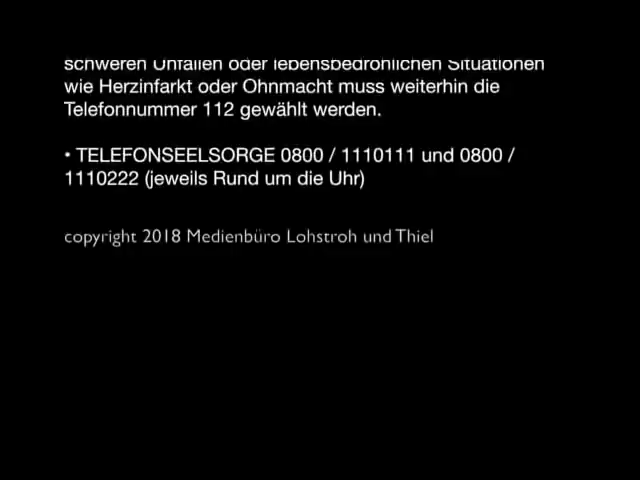 schweren Unfällen oder lebensbedrohlichen Situationen
wie Herzinfarkt oder Ohnmacht muss weiterhin die
Telefonnummer 112 gewählt werden.
• TELEFONSEELSORGE 0800 / 1110111 und 0800 /
1110222 (jeweils Rund um die Uhr)
copyright 2018 Medienbüro Lohstroh und Thiel